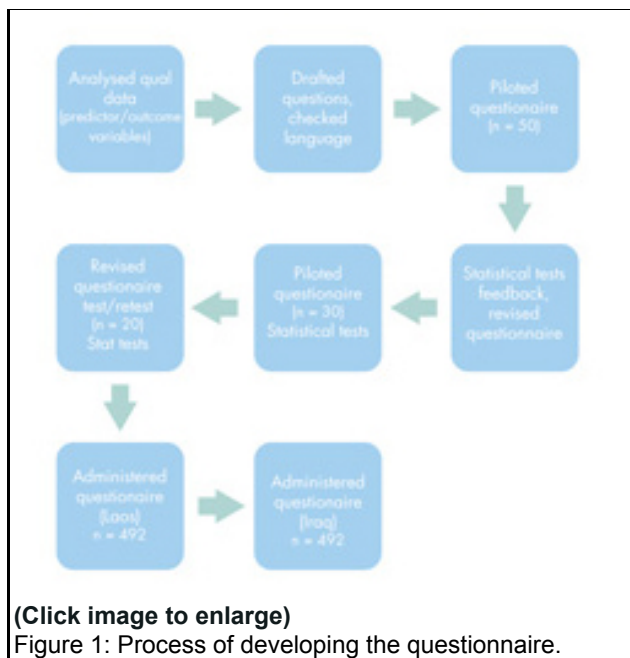 Analysed qual
data
(predictor/outcome
variables)
Drafted
questions,
checked
language
Piloted
questionaire
(n = 50)
Statistical tests
feedback,
revised
questionnaire
Piloted
questionaire
(n = 30)
Statistical tests
Revised
questionaire
test/retest
(n = 20)
Stat tests
Administered
questionaire
(Laos)
n = 492
Administered
questionaire
(Iraq)
n = 492
(Click image to enlarge)
Figure 1: Process of developing the questionnaire.